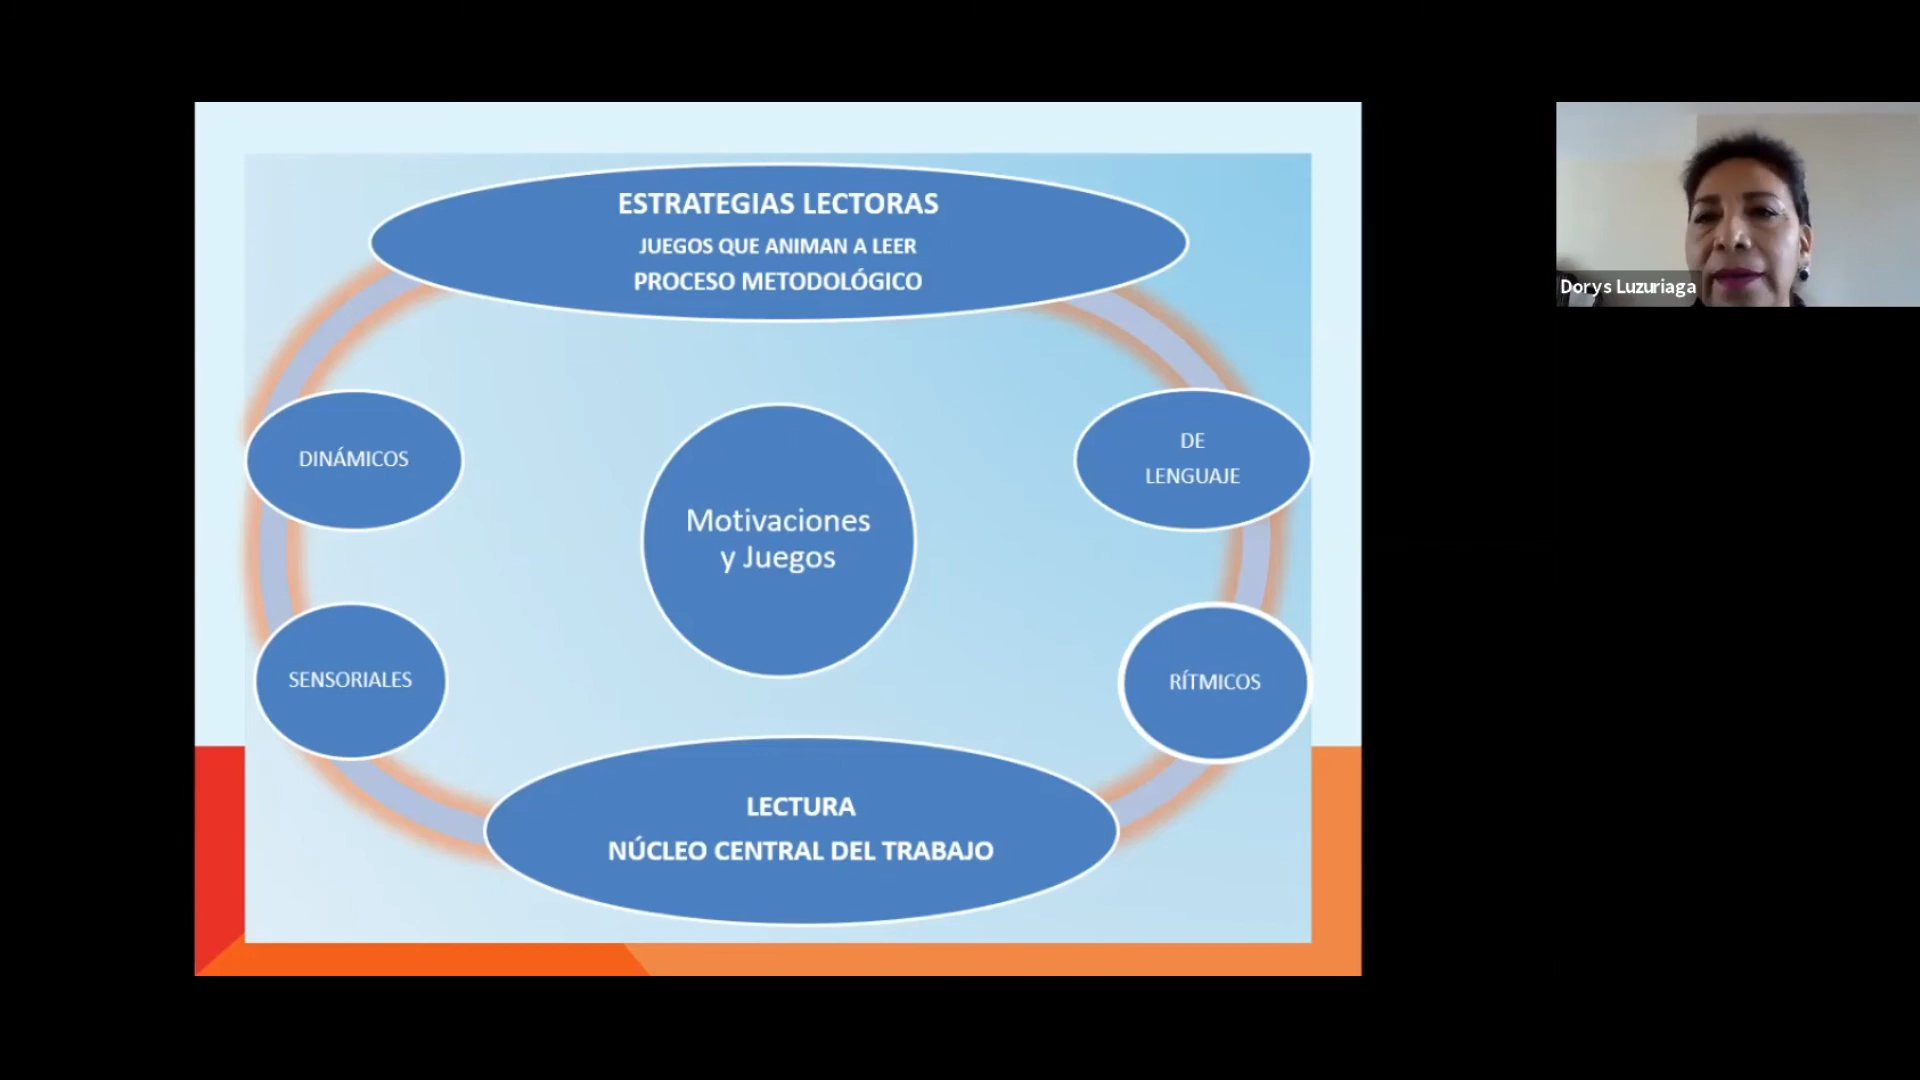 ESTRATEGIAS LECTORAS
JUEGOS QUE ANIMAN A LEER
PROCESO METODOLÓGICO
DINÁMICOS
DE
LENGUAJE
Motivaciones
y Juegos
SENSORIALES
RÍTMICOS
LECTURA
NÚCLEO CENTRAL DEL TRABAJO
Dorys Luzuriaga